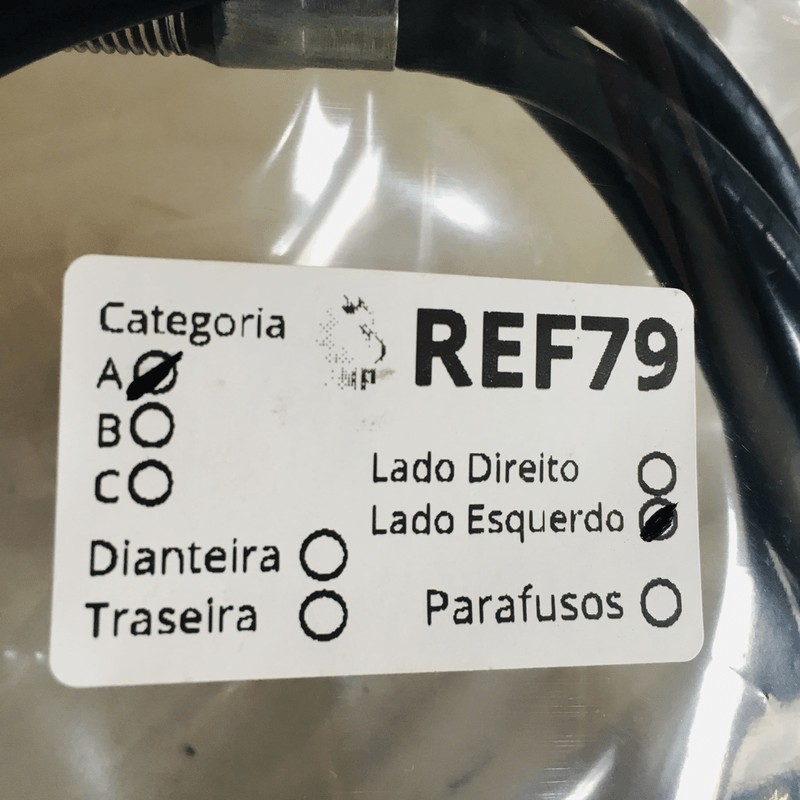 Categoria
REF79
A
B
C
Lado Direito
Lado Esquerdo
Dianteira
Traseira
Parafusos